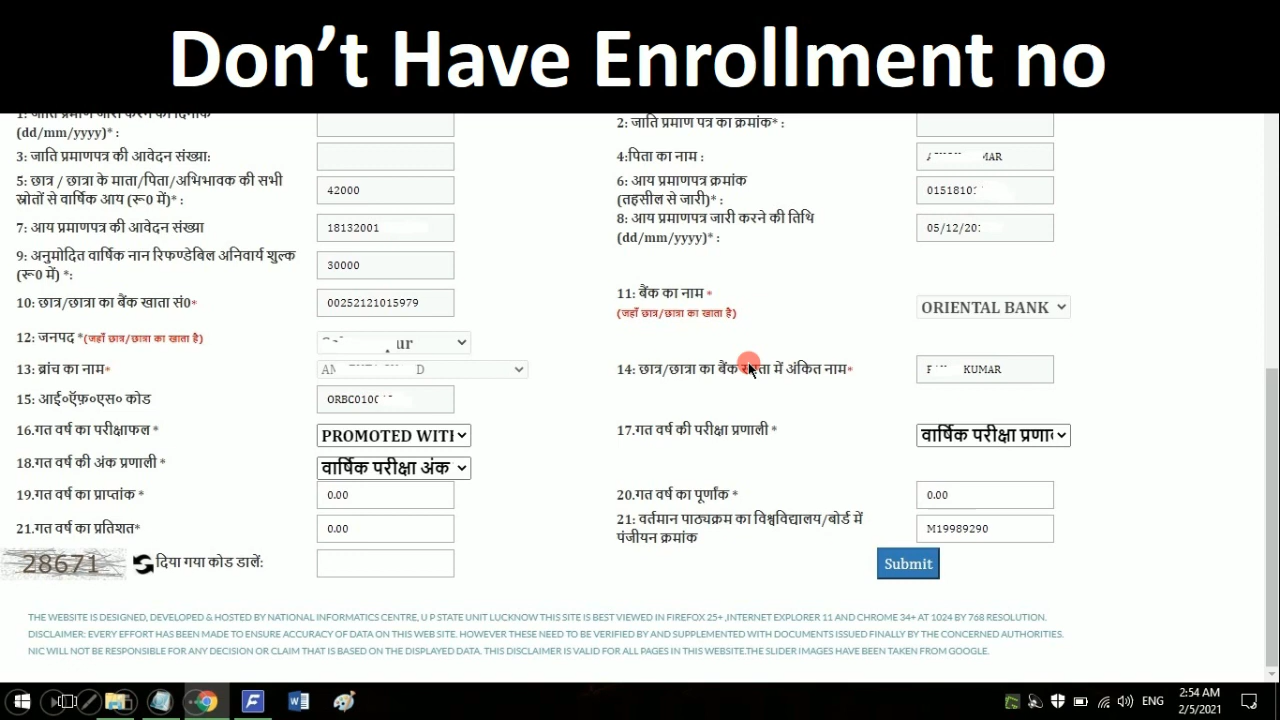 Don't Have Enrollment no
(dd/mm/yyyy)* :
2: जाति प्रमाण पत्र का क्रमांक* :
3: जाति प्रमाणपत्र की आवेदन संख्या:
4:पिता का नाम :
MAR
5: छात्र / छात्रा के माता/पिता/अभिभावक की सभी
स्रोतों से वार्षिक आय (रू0 में)* :
42000
6: आय प्रमाणपत्र क्रमांक
(तहसील से जारी)* :
0151810
7: आय प्रमाणपत्र की आवेदन संख्या
18132001
8: आय प्रमाणपत्र जारी करने की तिथि
(dd/mm/yyyy)* :
05/12/20
9: अनुमोदित वार्षिक नान रिफण्डेबिल अनिवार्य शुल्क
(रू0 में) *:
30000
10: छात्र/छात्रा का बैंक खाता सं0*
00252121015979
11: बैंक का नाम *
(जहाँ छात्र/छात्रा का खाता है)
ORIENTAL BANK
12: जनपद *(जहाँ छात्र/छात्रा का खाता है)
ur
13: ब्रांच का नाम*
14: छात्र/छात्रा का बैंक खाता में अंकित नाम*
KUMAR
15: आई०ऍफ़०एस० कोड
ORBC010
16.गत वर्ष का परीक्षाफल *
PROMOTED WITH
17.गत वर्ष की परीक्षा प्रणाली *
वार्षिक परीक्षा प्रणा
18.गत वर्ष की अंक प्रणाली *
वार्षिक परीक्षा अंक
19.गत वर्ष का प्राप्तांक *
0.00
20.गत वर्ष का पूर्णांक *
0.00
21.गत वर्ष का प्रतिशत*
0.00
21: वर्तमान पाठ्यक्रम का विश्वविद्यालय/बोर्ड में
पंजीयन क्रमांक
M19989290
28671
दिया गया कोड डालें:
Submit
THE WEBSITE IS DESIGNED, DEVELOPED & HOSTED BY NATIONAL INFORMATICS CENTRE, U P STATE UNIT LUCKNOW THIS SITE IS BEST VIEWED IN FIREFOX 25+ ,INTERNET EXPLORER 11 AND CHROME 34+ AT 1024 BY 768 RESOLUTION.
DISCLAIMER: EVERY EFFORT HAS BEEN MADE TO ENSURE ACCURACY OF DATA ON THIS WEB SITE. HOWEVER THESE NEED TO BE VERIFIED BY AND SUPPLEMENTED WITH DOCUMENTS ISSUED FINALLY BY THE CONCERNED AUTHORITIES.
NIC WILL NOT BE RESPONSIBLE FOR ANY DECISION OR CLAIM THAT IS BASED ON THE DISPLAYED DATA. THIS DISCLAIMER IS VALID FOR ALL PAGES IN THIS WEBSITE.THE SLIDER IMAGES HAVE BEEN TAKEN FROM GOOGLE.
ENG
2:54 AM
2/5/2021